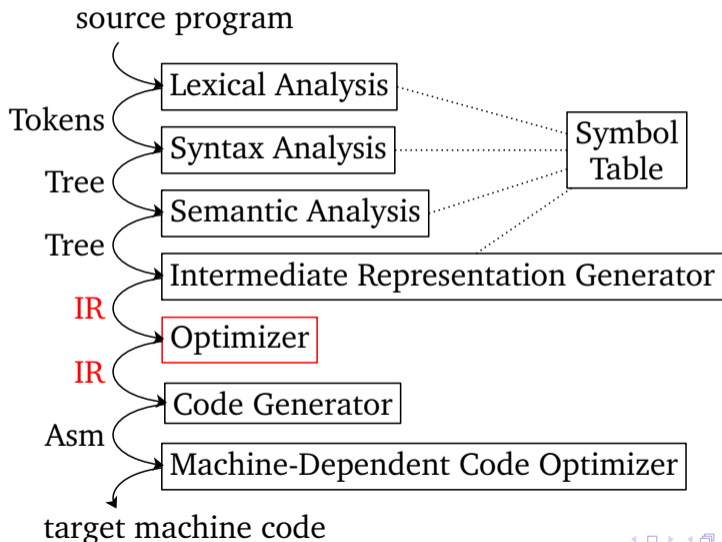 source program
Lexical Analysis
Tokens
Symbol
Table
Syntax Analysis
Tree
Semantic Analysis
Tree
Intermediate Representation Generator
IR
Optimizer
IR
Code Generator
Asm
Machine-Dependent Code Optimizer
target machine code